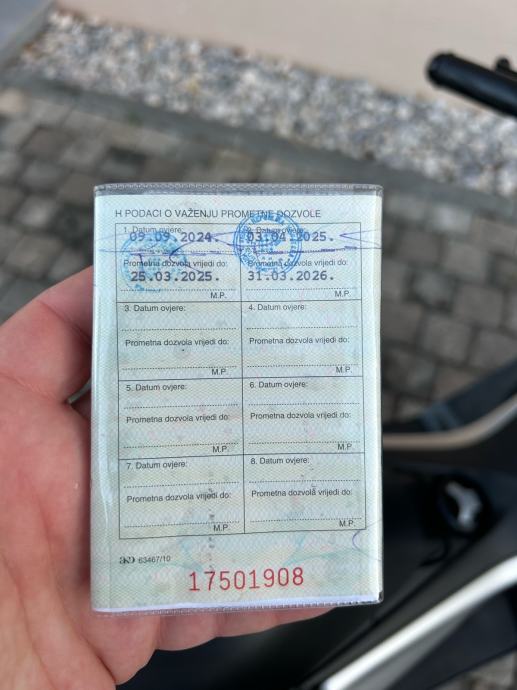 H PODACI O VAŽENJU PROMETNE DOZVOLE
1. Datum ovjere:
09.09.2024.
Prometna dozvola vrijedi do:
25.03.2025.
M.P.
2. Datum ovjere:
03.04.2025.
Prometna dozvola vrijedi do:
31.03.2026.
M.P.
3. Datum ovjere:
Prometna dozvola vrijedi do:
M.P.
4. Datum ovjere:
Prometna dozvola vrijedi do:
M.P.
5. Datum ovjere:
Prometna dozvola vrijedi do:
M.P.
6. Datum ovjere:
Prometna dozvola vrijedi do:
M.P.
7. Datum ovjere:
Prometna dozvola vrijedi do:
M.P.
8. Datum ovjere:
Prometna dozvola vrijedi do:
M.P.
63467/10
17501908